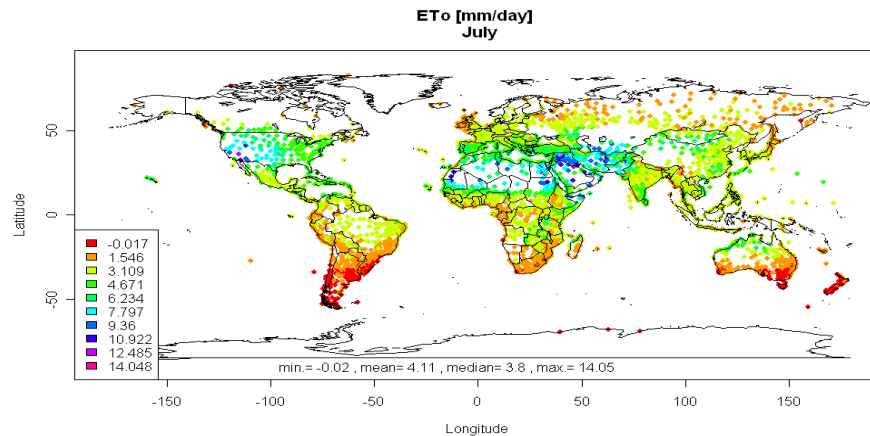 ETo [mm/day]
July
Latitude
50
0
-50
-0.017
1.546
3.109
4.671
6.234
7.797
9.36
10.922
12.485
14.048
min.= -0.02 , mean= 4.11 , median= 3.8 , max.= 14.05
-150 -100 -50 0 50 100 150
Longitude